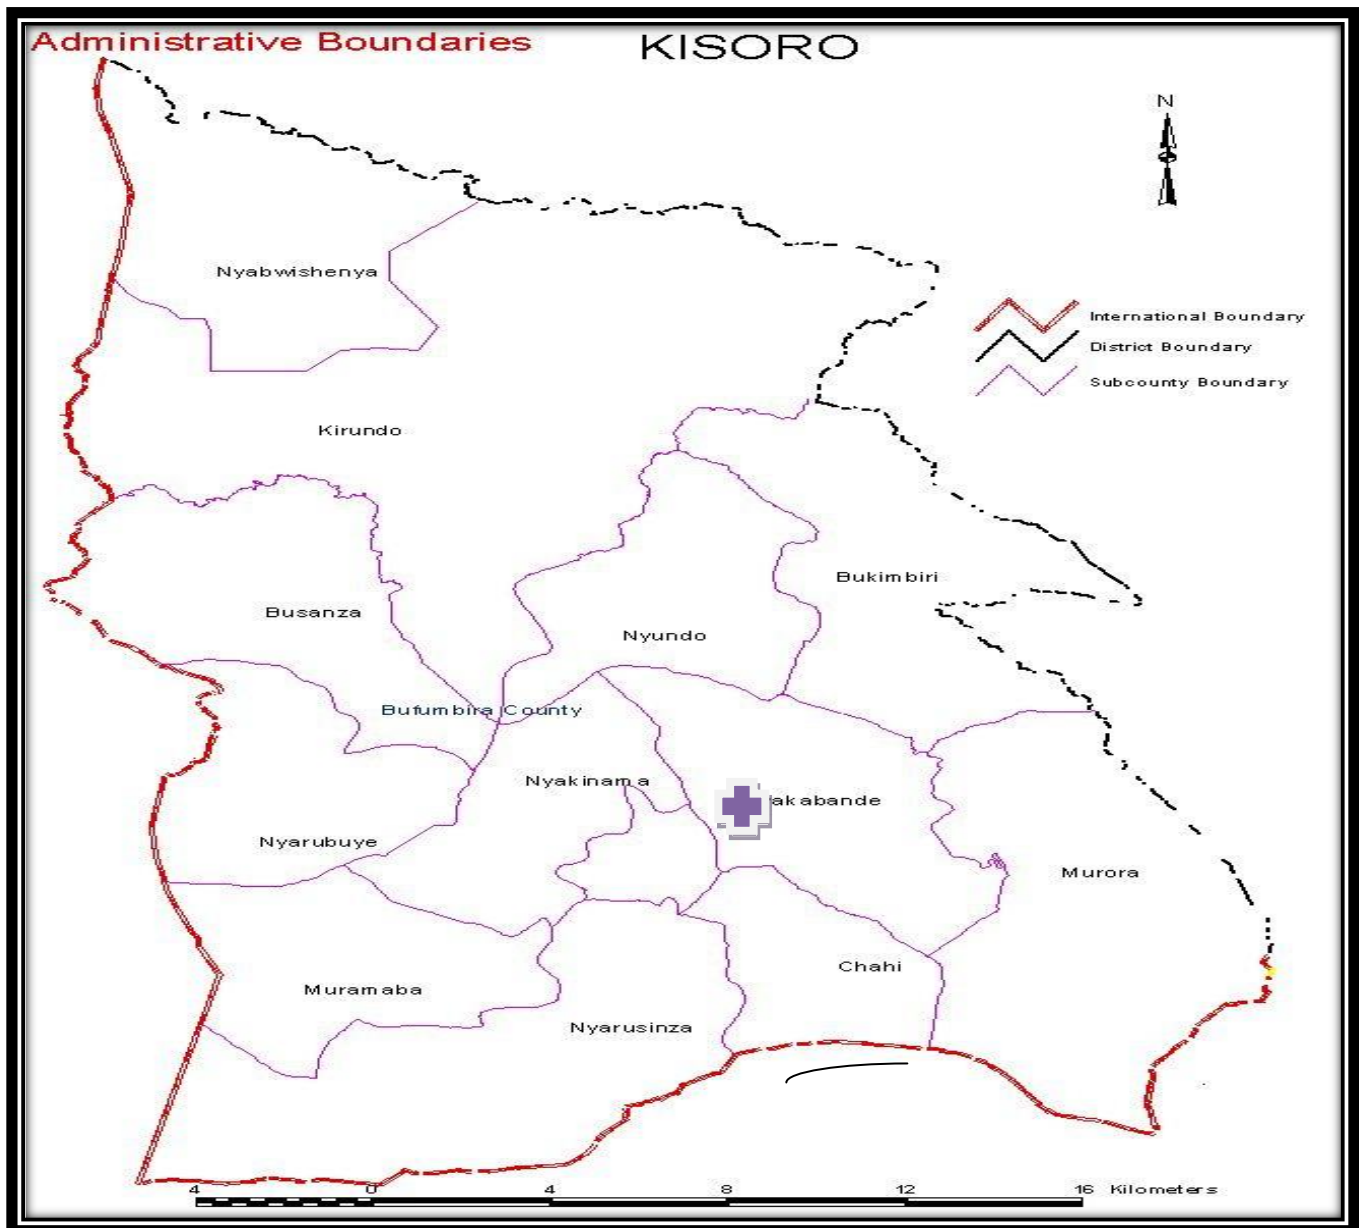 Administrative Boundaries
KISORO
N
Nyabwishenya
International Boundary
District Boundary
Subcounty Boundary
Kirundo
Bukimbiri
Busanza
Nyundo
Bufumbira County
Nyakinama
akabande
Nyarubuye
Murora
Chahi
Muramaba
Nyarusinza
4 0 4 8 12 16 Kilometers